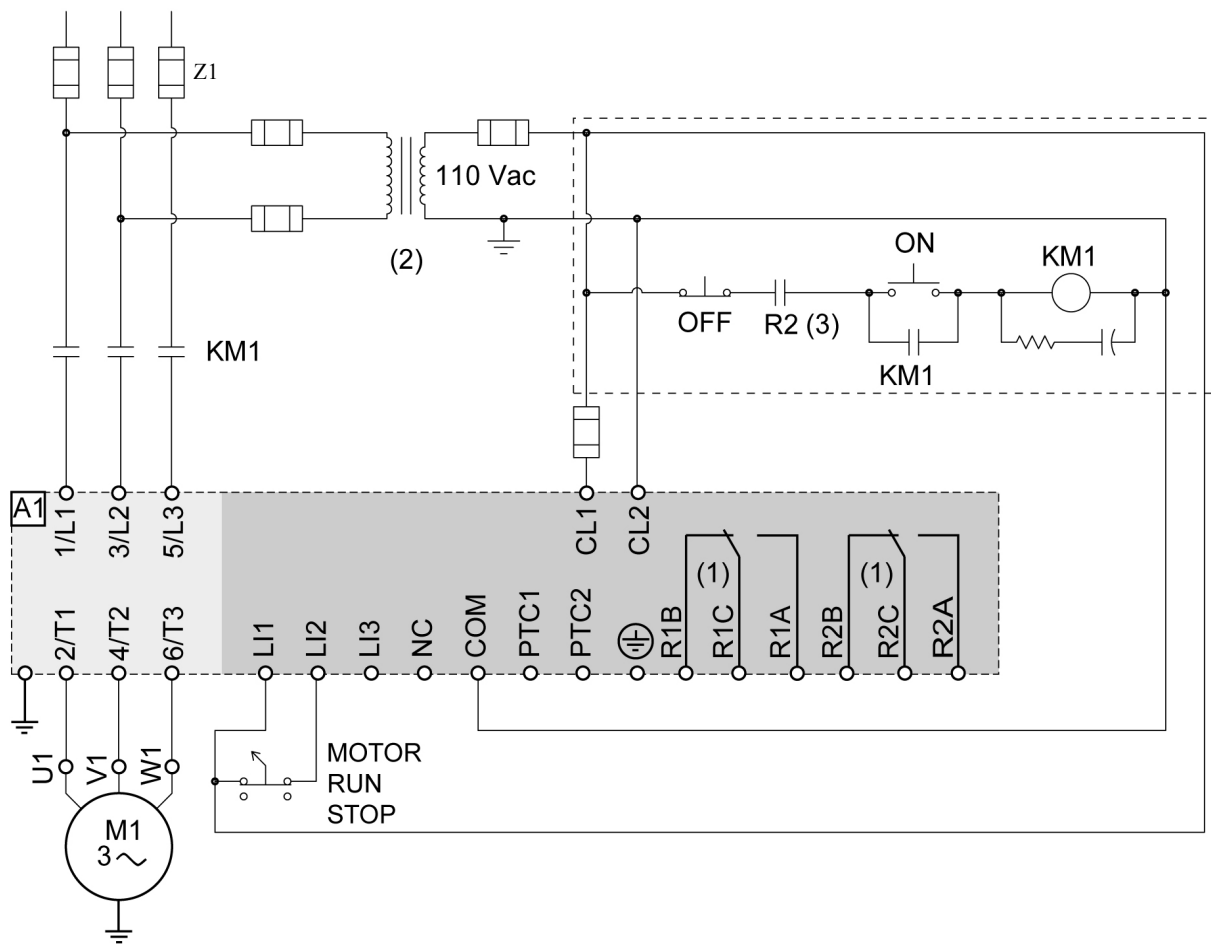 Z1
110 Vac
(2)
ON
KM1
OFF
R2 (3)
KM1
KM1
A1
1/L1
3/L2
5/L3
CL1
CL2
2/T1
4/T2
6/T3
LI1
LI2
LI3
NC
COM
PTC1
PTC2
R1B
(1)
R1C
R1A
R2B
(1)
R2C
R2A
U1
V1
W1
MOTOR
RUN
STOP
M1
3